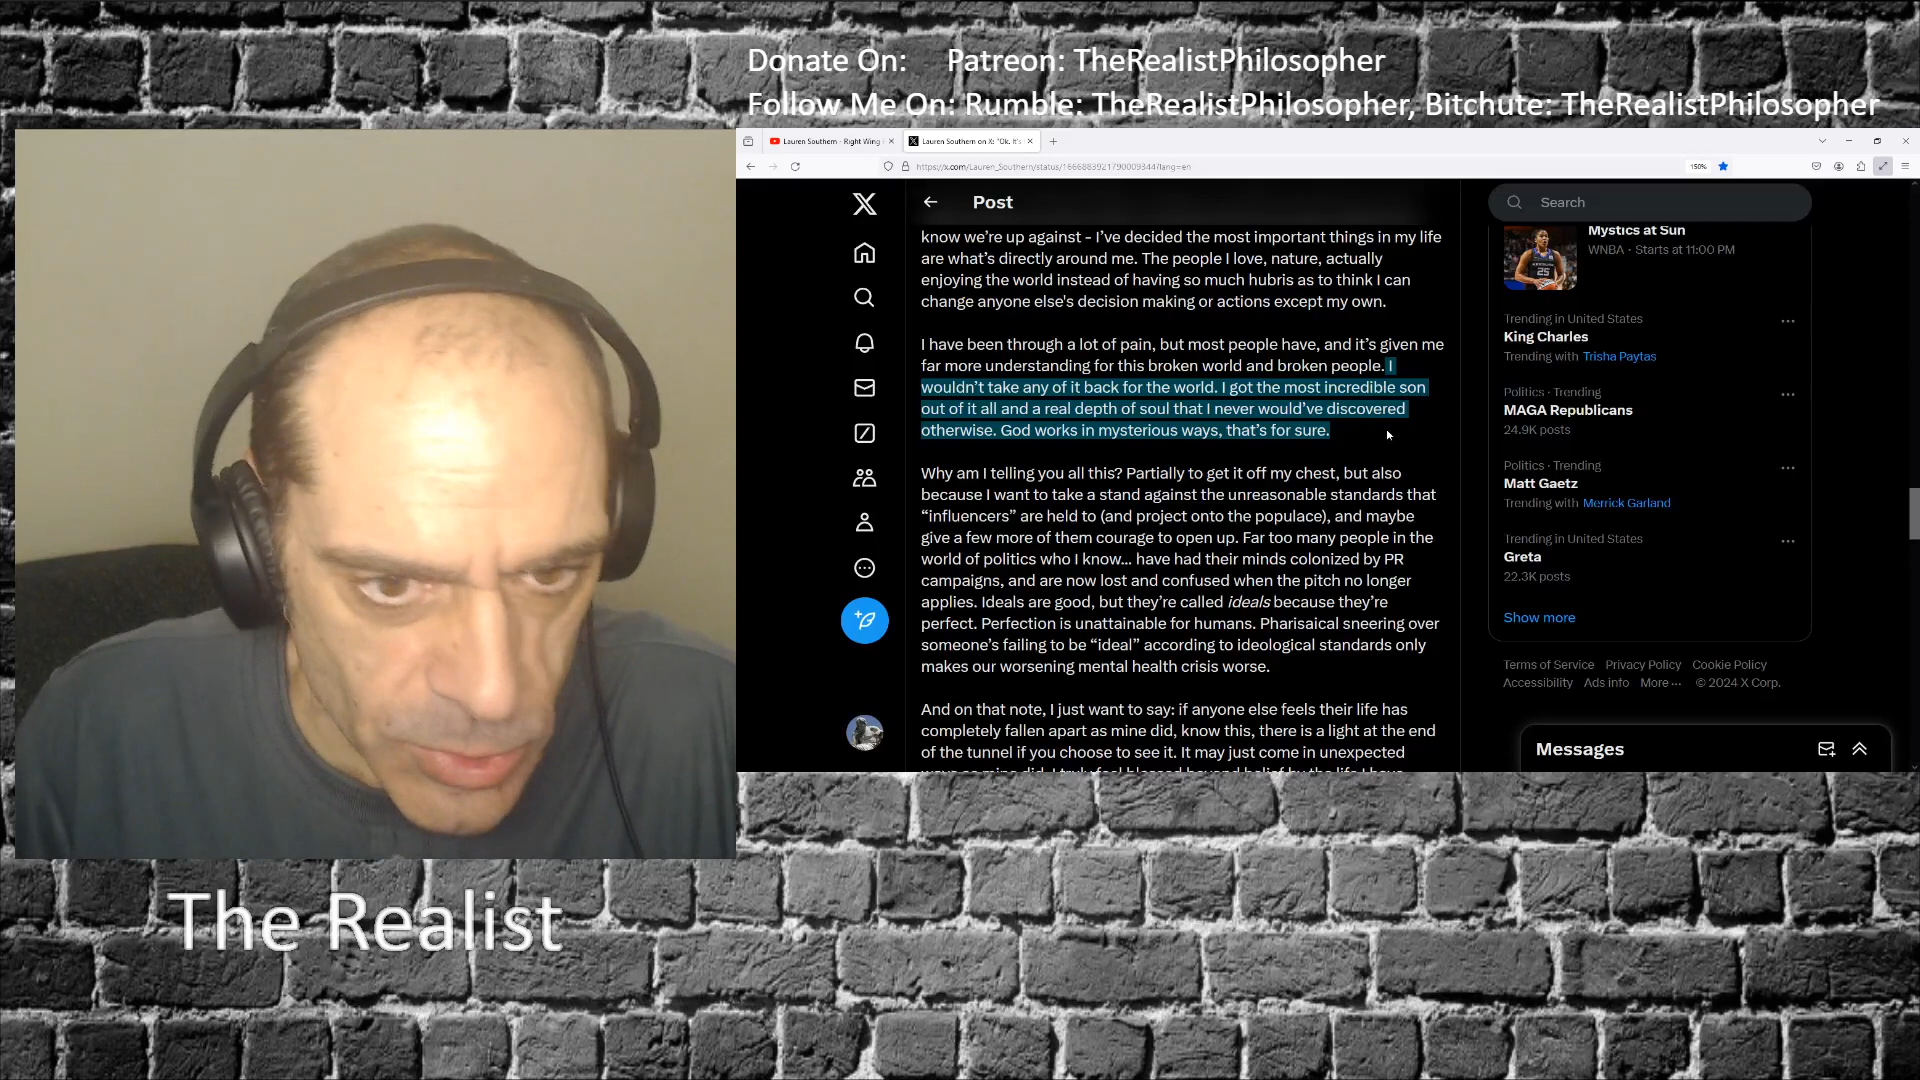 Donate On: Patreon: TheRealistPhilosopher
Follow Me On: Rumble: TheRealistPhilosopher, Bitchute: TheRealistPhilosopher
Lauren Southern - Right Wing
Lauren Southern on X: "Ok. It's
https://x.com/Lauren_Southern/status/1666883921790009344?lang=en
150%
Post
know we're up against - I've decided the most important things in my life
are what's directly around me. The people I love, nature, actually
enjoying the world instead of having so much hubris as to think I can
change anyone else's decision making or actions except my own.
I have been through a lot of pain, but most people have, and it's given me
far more understanding for this broken world and broken people. I
wouldn't take any of it back for the world. I got the most incredible son
out of it all and a real depth of soul that I never would've discovered
otherwise. God works in mysterious ways, that's for sure.
Why am I telling you all this? Partially to get it off my chest, but also
because I want to take a stand against the unreasonable standards that
“influencers” are held to (and project onto the populace), and maybe
give a few more of them courage to open up. Far too many people in the
world of politics who I know... have had their minds colonized by PR
campaigns, and are now lost and confused when the pitch no longer
applies. Ideals are good, but they're called ideals because they're
perfect. Perfection is unattainable for humans. Pharisaical sneering over
someone's failing to be “ideal” according to ideological standards only
makes our worsening mental health crisis worse.
And on that note, I just want to say: if anyone else feels their life has
completely fallen apart as mine did, know this, there is a light at the end
of the tunnel if you choose to see it. It may just come in unexpected
Search
Mystics at Sun
WNBA · Starts at 11:00 PM
25
Trending in United States
King Charles
Trending with Trisha Paytas
Politics · Trending
MAGA Republicans
24.9K posts
Politics · Trending
Matt Gaetz
Trending with Merrick Garland
Trending in United States
Greta
22.3K posts
Show more
Terms of Service Privacy Policy Cookie Policy
Accessibility Ads info More ··· © 2024 X Corp.
Messages
The Realist